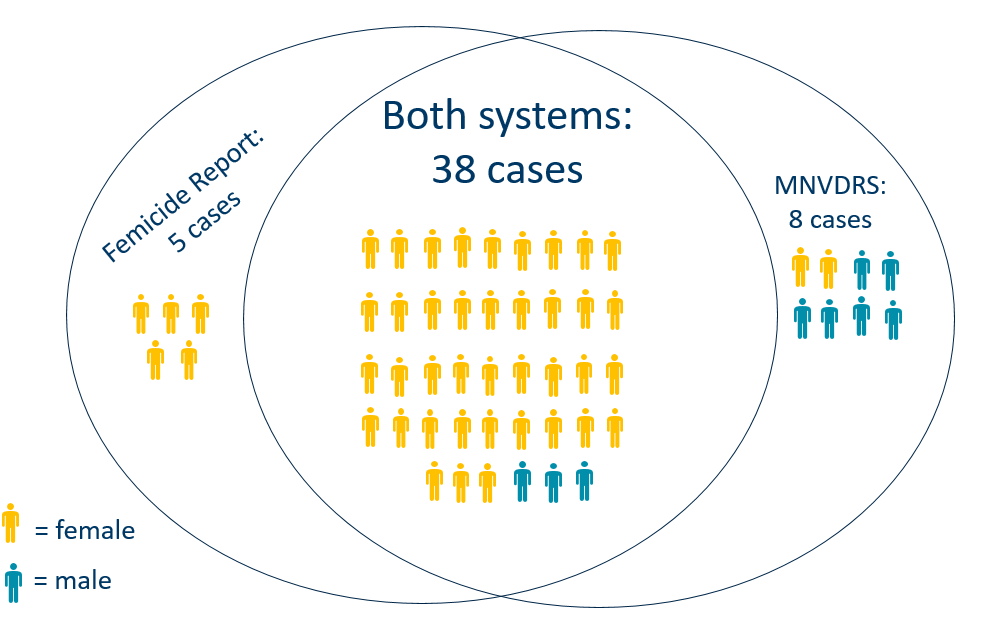 Both systems:
38 cases
Femicide Report:
5 cases
MNVDRS:
8 cases
= female
= male